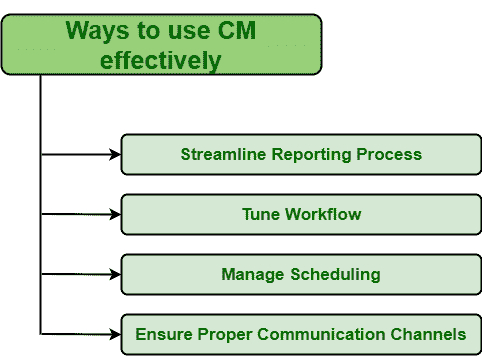 Ways to use CM
effectively
Streamline Reporting Process
Tune Workflow
Manage Scheduling
Ensure Proper Communication Channels